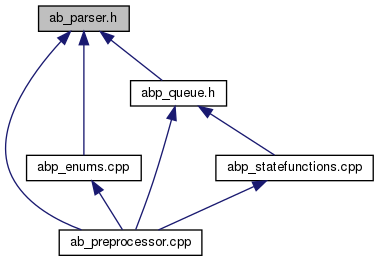 ab_parser.h
abp_queue.h
abp_enums.cpp
abp_statefunctions.cpp
ab_preprocessor.cpp